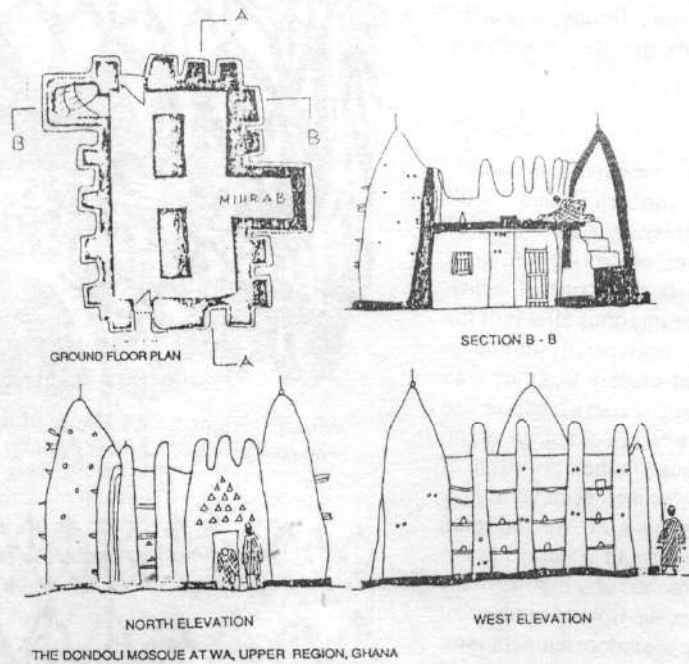 A
B
B
MIHRAB
A
GROUND FLOOR PLAN
SECTION B - B
NORTH ELEVATION
WEST ELEVATION
THE DONDOLI MOSQUE AT WA, UPPER REGION, GHANA